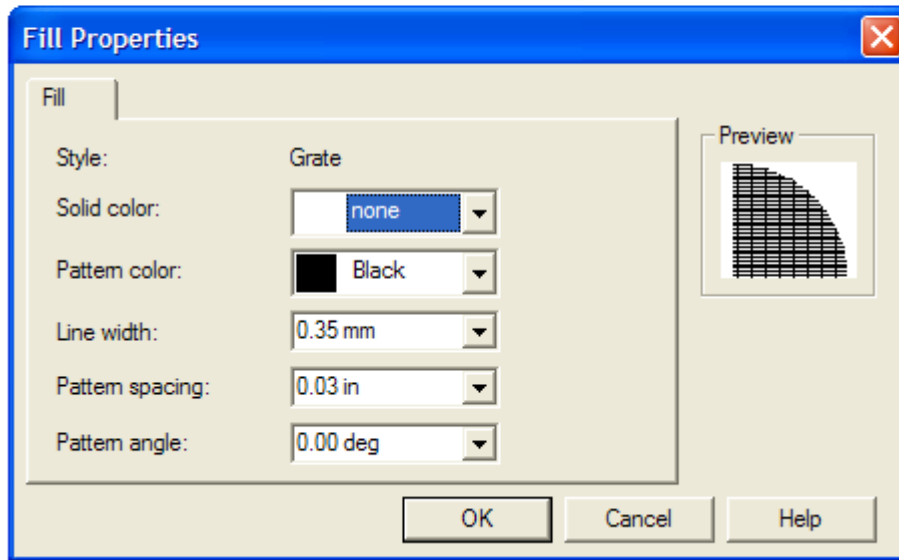 Fill Properties
Fill
Style: Grate
Solid color: none
Pattern color: Black
Line width: 0.35 mm
Pattern spacing: 0.03 in
Pattern angle: 0.00 deg
Preview
OK Cancel Help